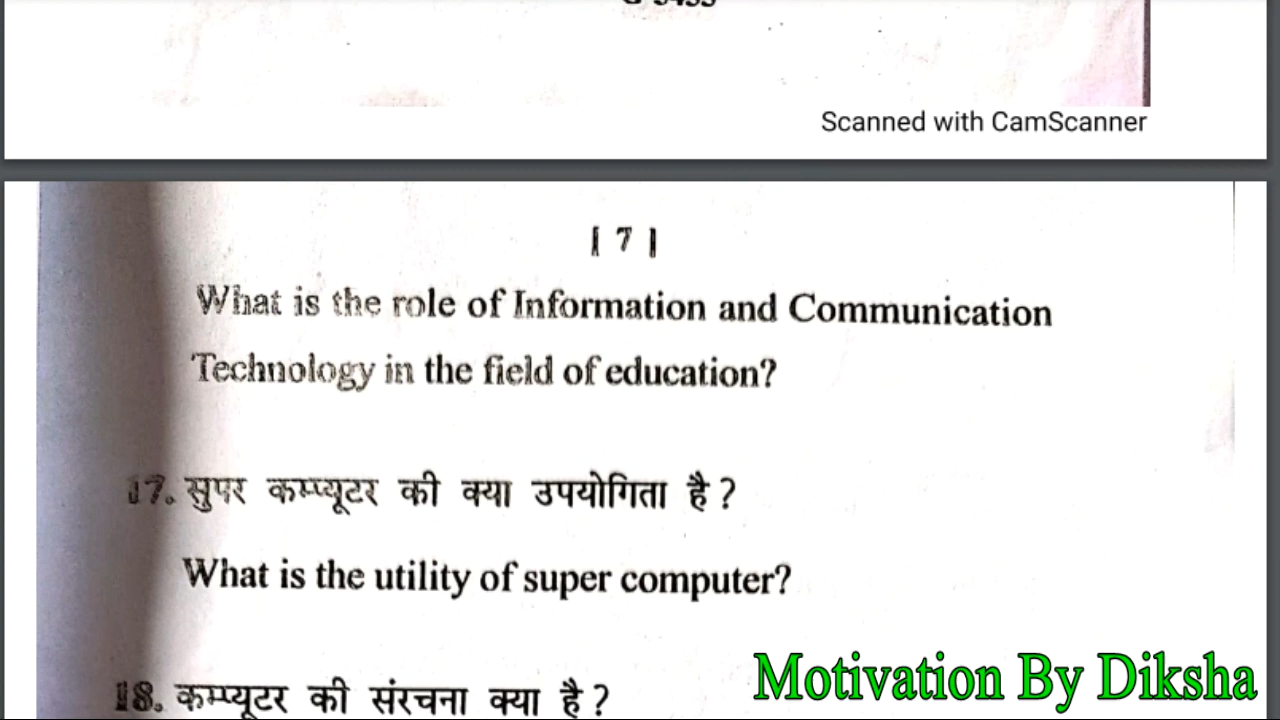 Scanned with CamScanner
[ 7 ]
What is the role of Information and Communication
Technology in the field of education?
17. सुपर कम्प्यूटर की क्या उपयोगिता है ?
What is the utility of super computer?
18. कम्प्यूटर की संरचना क्या है ?
Motivation By Diksha